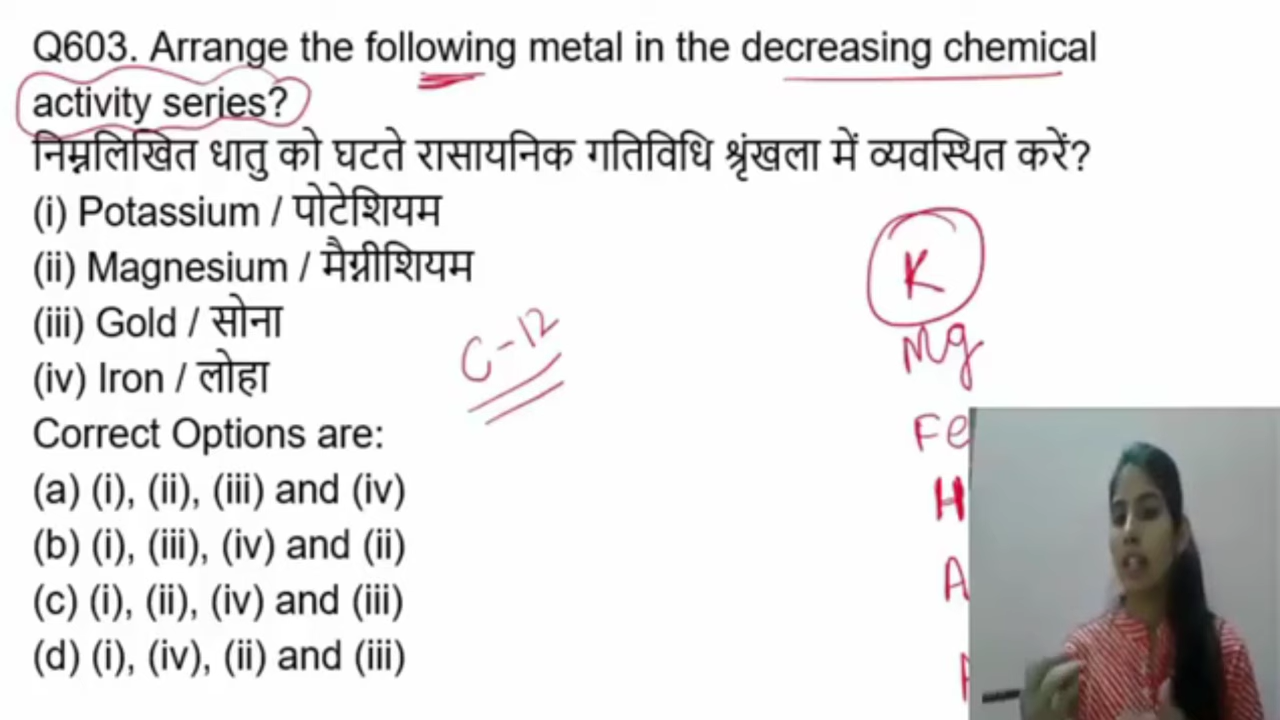 Q603. Arrange the following metal in the decreasing chemical
activity series?
निम्नलिखित धातु को घटते रासायनिक गतिविधि श्रृंखला में व्यवस्थित करें?
(i) Potassium / पोटेशियम
(ii) Magnesium / मैग्नीशियम
(iii) Gold / सोना
(iv) Iron / लोहा
Correct Options are:
(a) (i), (ii), (iii) and (iv)
(b) (i), (iii), (iv) and (ii)
(c) (i), (ii), (iv) and (iii)
(d) (i), (iv), (ii) and (iii)
C-12
K
Mg
Fe
H
A